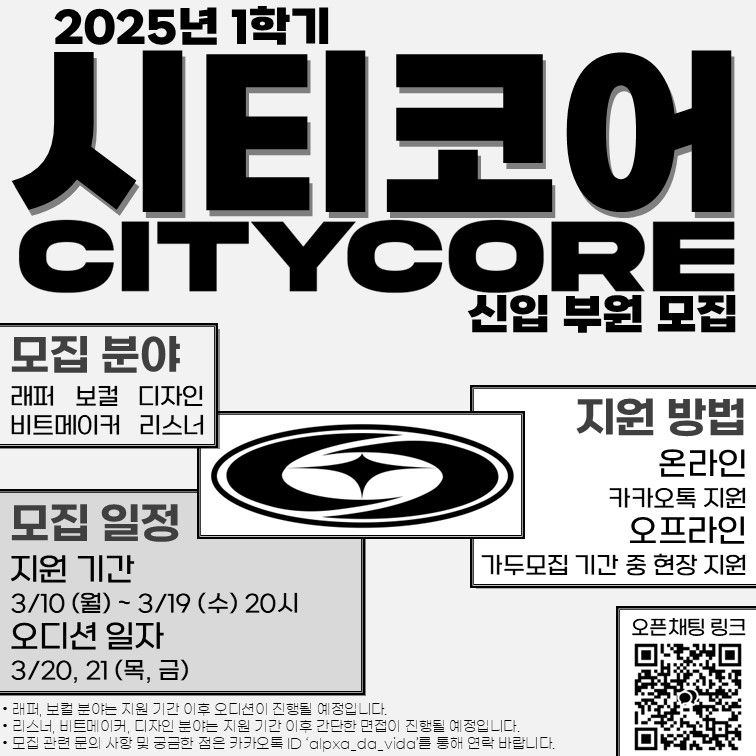 2025년 1학기
시티코어
CITYCORE
신입 부원 모집
모집 분야
래퍼 보컬 디자인
비트메이커 리스너
지원 방법
온라인
카카오톡 지원
오프라인
가두모집 기간 중 현장 지원
모집 일정
지원 기간
3/10 (월) ~ 3/19 (수) 20시
오디션 일자
3/20, 21 (목, 금)
오픈채팅 링크
• 래퍼, 보컬 분야는 지원 기간 이후 오디션이 진행될 예정입니다.
• 리스너, 비트메이커, 디자인 분야는 지원 기간 이후 간단한 면접이 진행될 예정입니다.
• 모집 관련 문의 사항 및 궁금한 점은 카카오톡 ID ‘alpxa_da_vida’를 통해 연락 바랍니다.